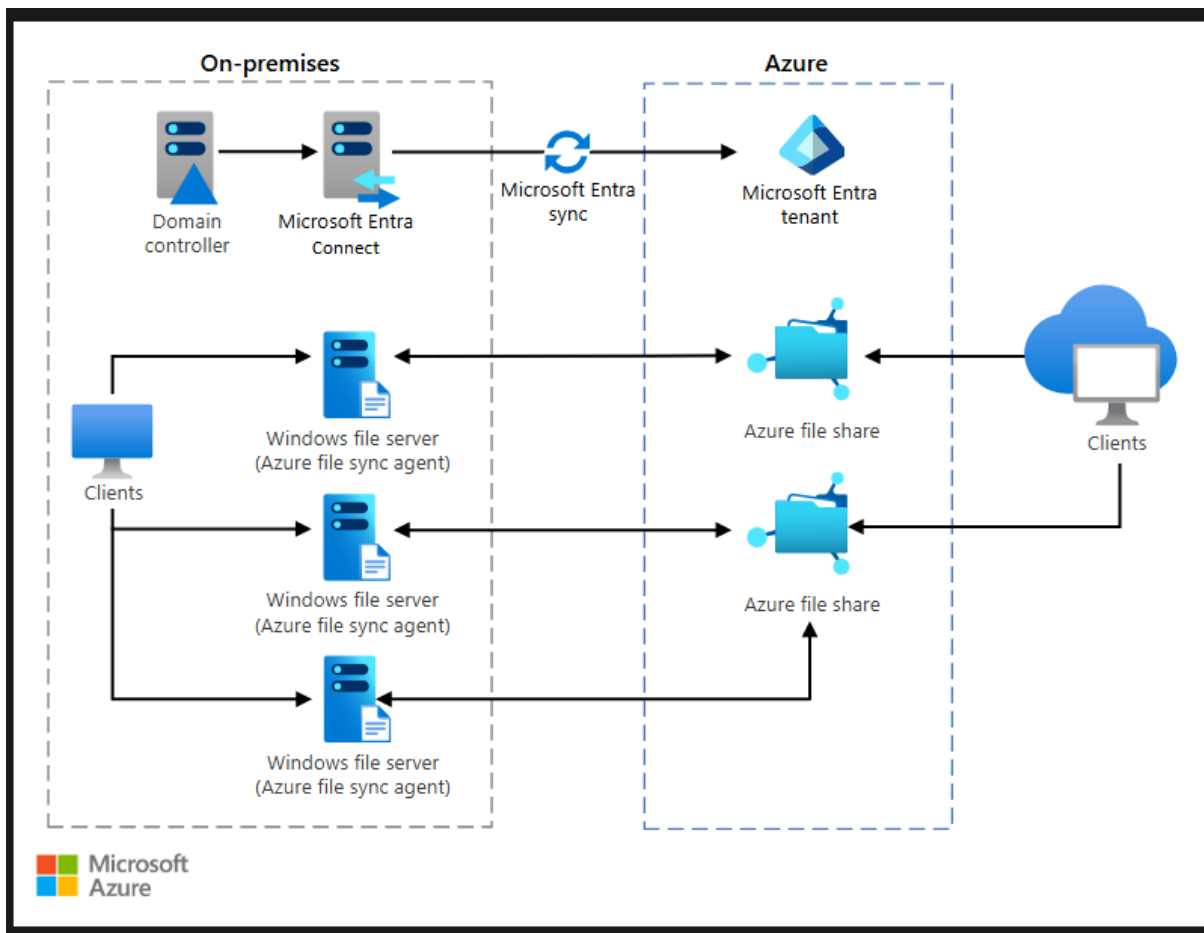 On-premises
Azure
Domain
controller
Microsoft Entra
Connect
Microsoft Entra
sync
Microsoft Entra
tenant
Windows file server
(Azure file sync agent)
Azure file share
Clients
Clients
Windows file server
(Azure file sync agent)
Azure file share
Windows file server
(Azure file sync agent)
Microsoft
Azure